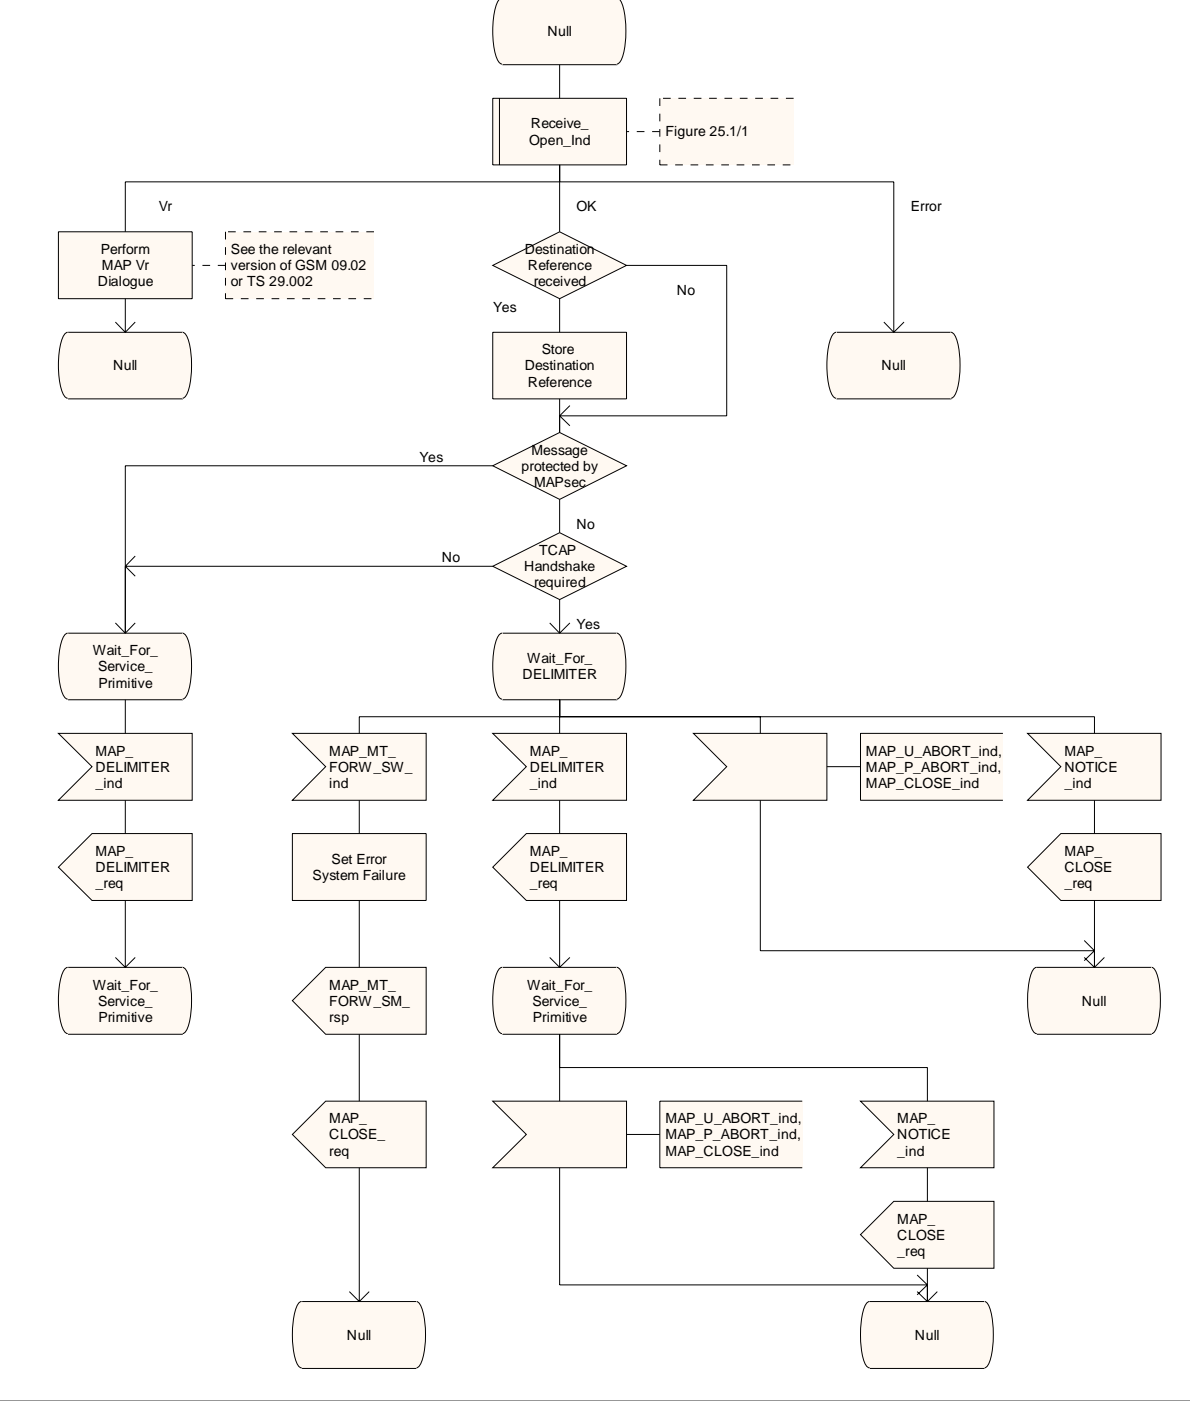 Null
Receive_
Open_Ind
Figure 25.1/1
Vr
OK
Error
Perform
MAP Vr
Dialogue
See the relevant
version of GSM 09.02
or TS 29.002
Destination
Reference
received
No
Yes
Null
Store
Destination
Reference
Null
Message
protected by
MAPsec
Yes
No
TCAP
Handshake
required
No
Yes
Wait_For_
Service_
Primitive
Wait_For_
DELIMITER
MAP_
DELIMITER
_ind
MAP_MT_
FORW_SW_
ind
MAP_
DELIMITER
_ind
MAP_U_ABORT_ind,
MAP_P_ABORT_ind,
MAP_CLOSE_ind
MAP_
NOTICE
_ind
MAP_
DELIMITER
_req
Set Error
System Failure
MAP_
DELIMITER
_req
MAP_
CLOSE
_req
Wait_For_
Service_
Primitive
MAP_MT_
FORW_SM_
rsp
Wait_For_
Service_
Primitive
Null
MAP_
CLOSE_
req
MAP_U_ABORT_ind,
MAP_P_ABORT_ind,
MAP_CLOSE_ind
MAP_
NOTICE
_ind
MAP_
CLOSE
_req
Null
Null